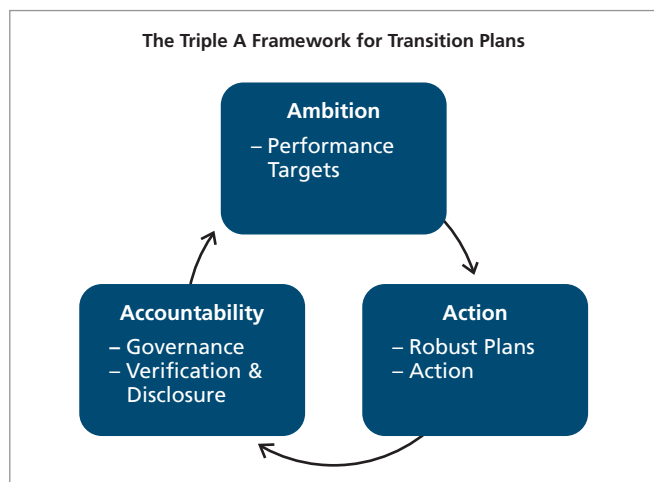 The Triple A Framework for Transition Plans
Ambition
– Performance
Targets
Accountability
– Governance
– Verification &
Disclosure
Action
– Robust Plans
– Action